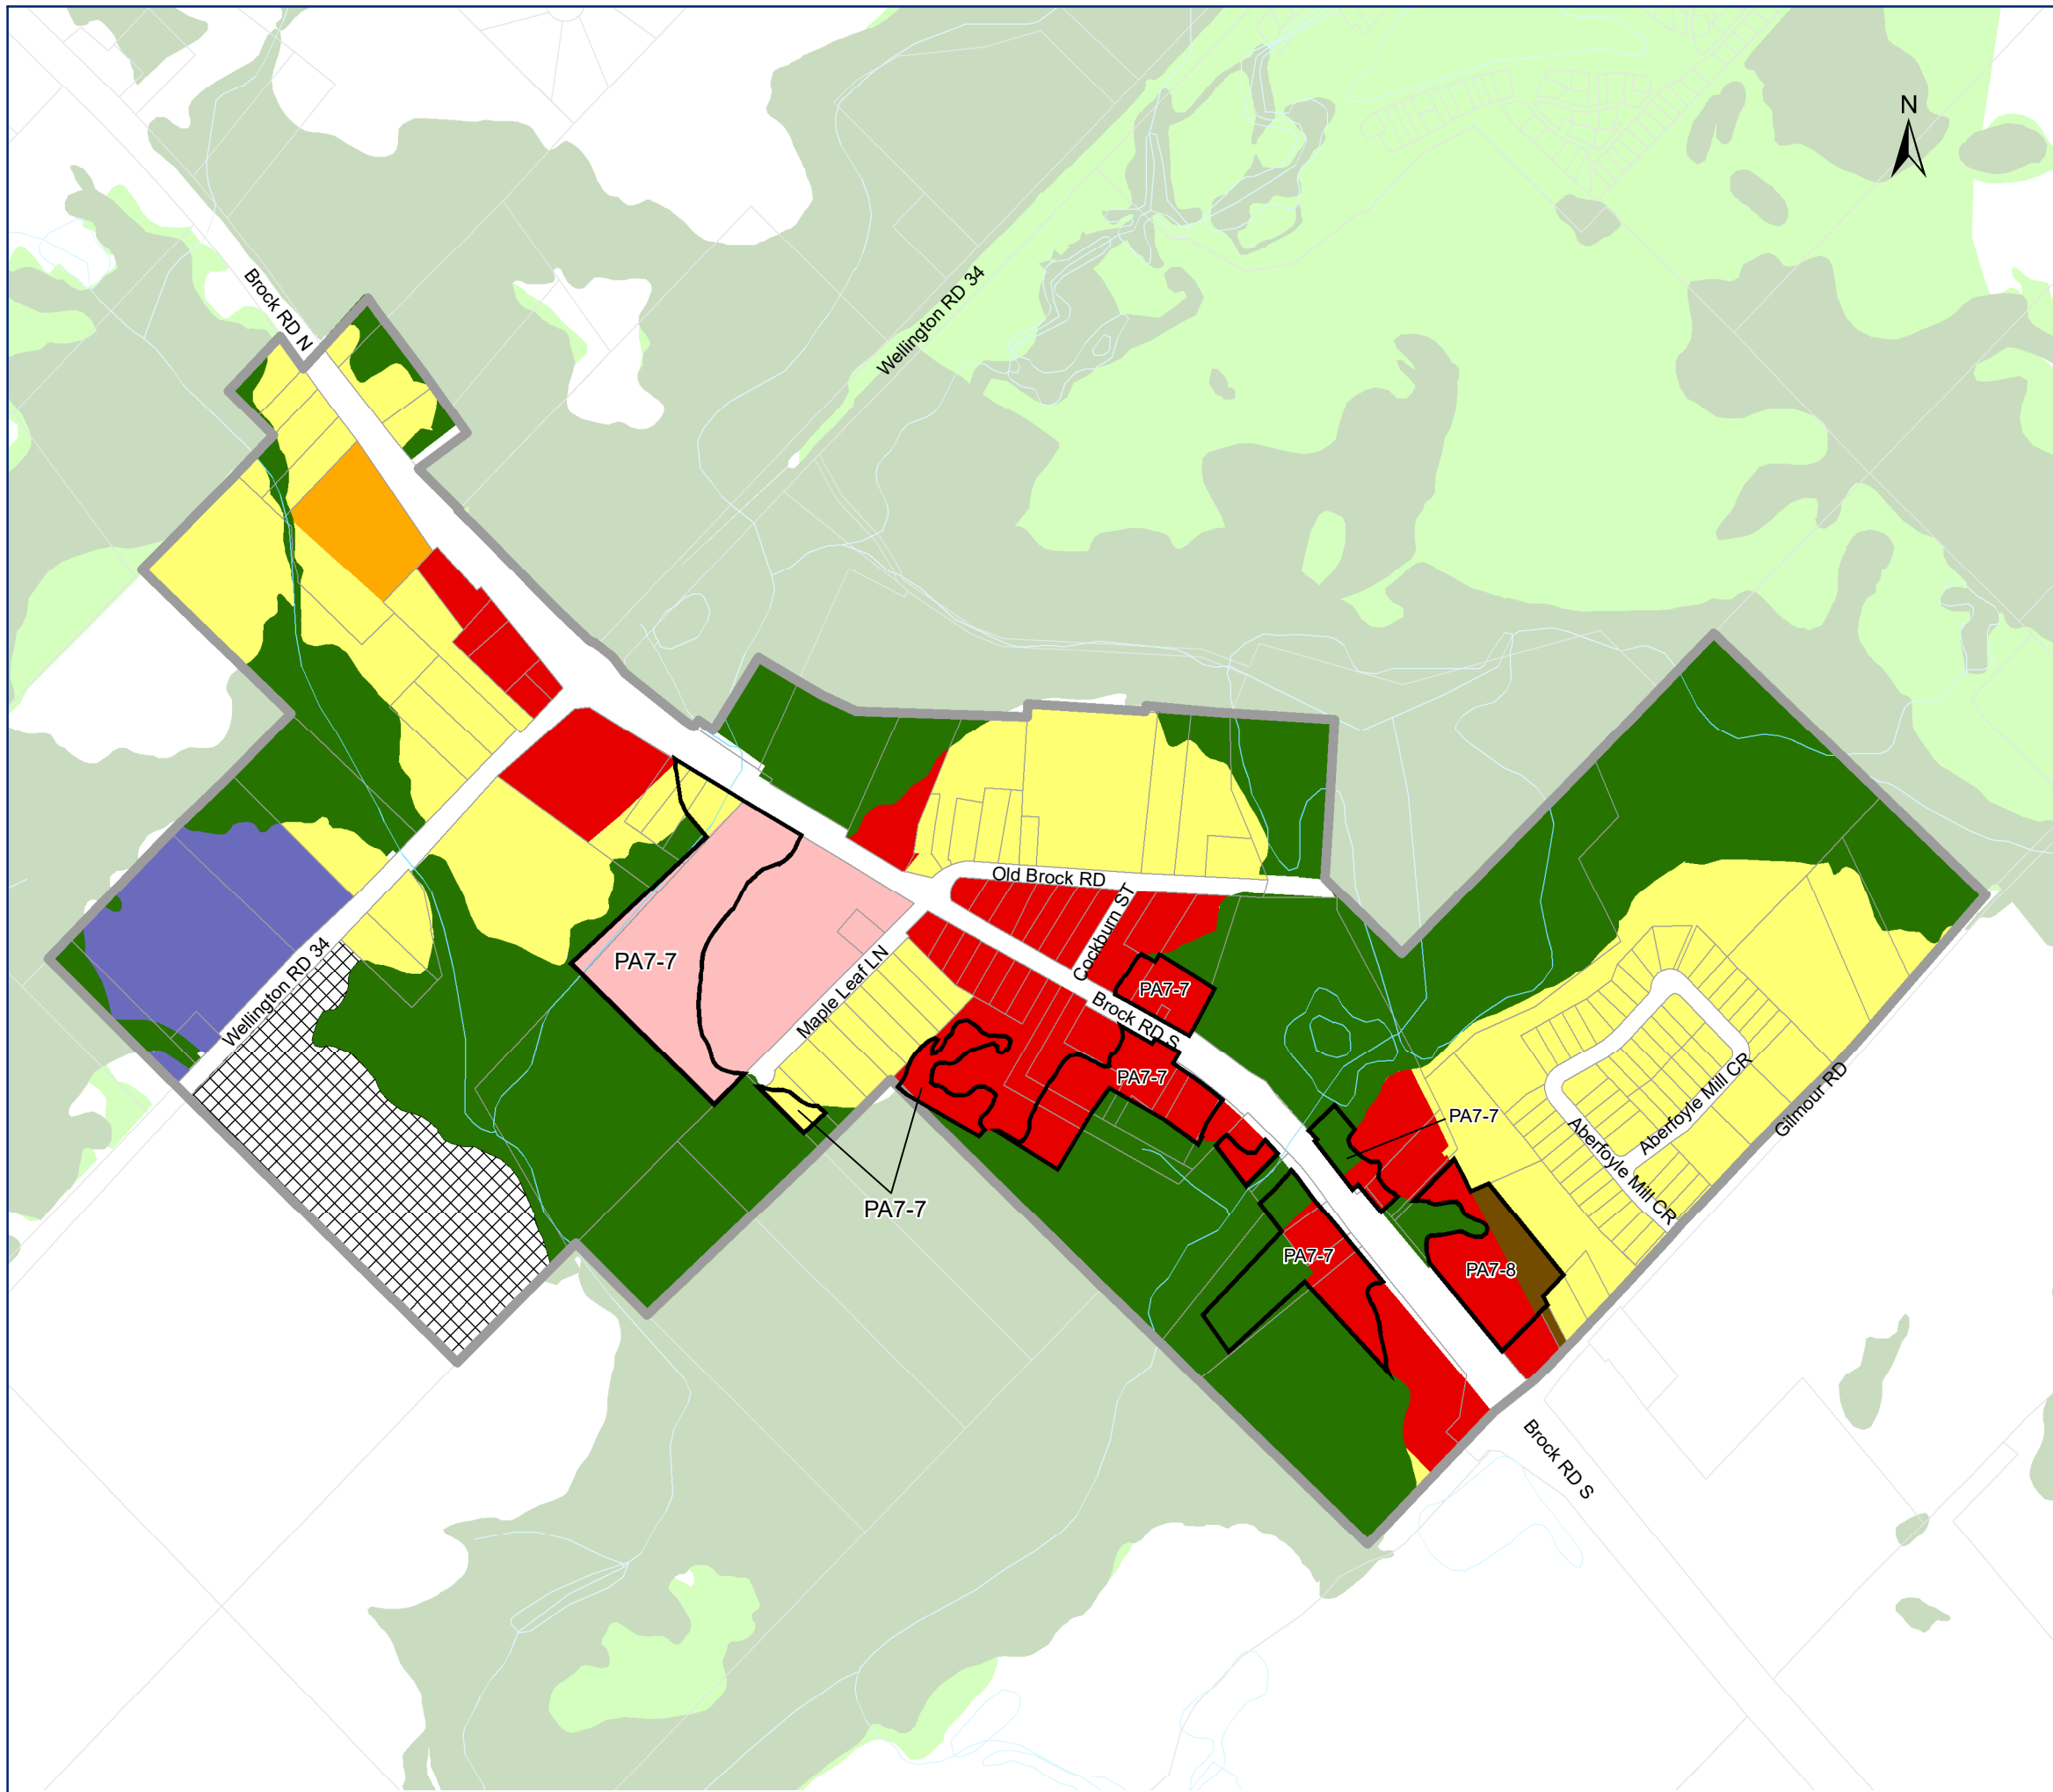 N
Brock RD N
Wellington RD 34
Old Brock RD
Cockburn ST
PA7-7
Maple Leaf LN
PA7-7
Brock RD S
Wellington RD 34
PA7-7
PA7-7
Aberfoyle Mill CR
Gilmour RD
Aberfoyle Mill CR
PA7-7
PA7-7
PA7-8
Brock RD S